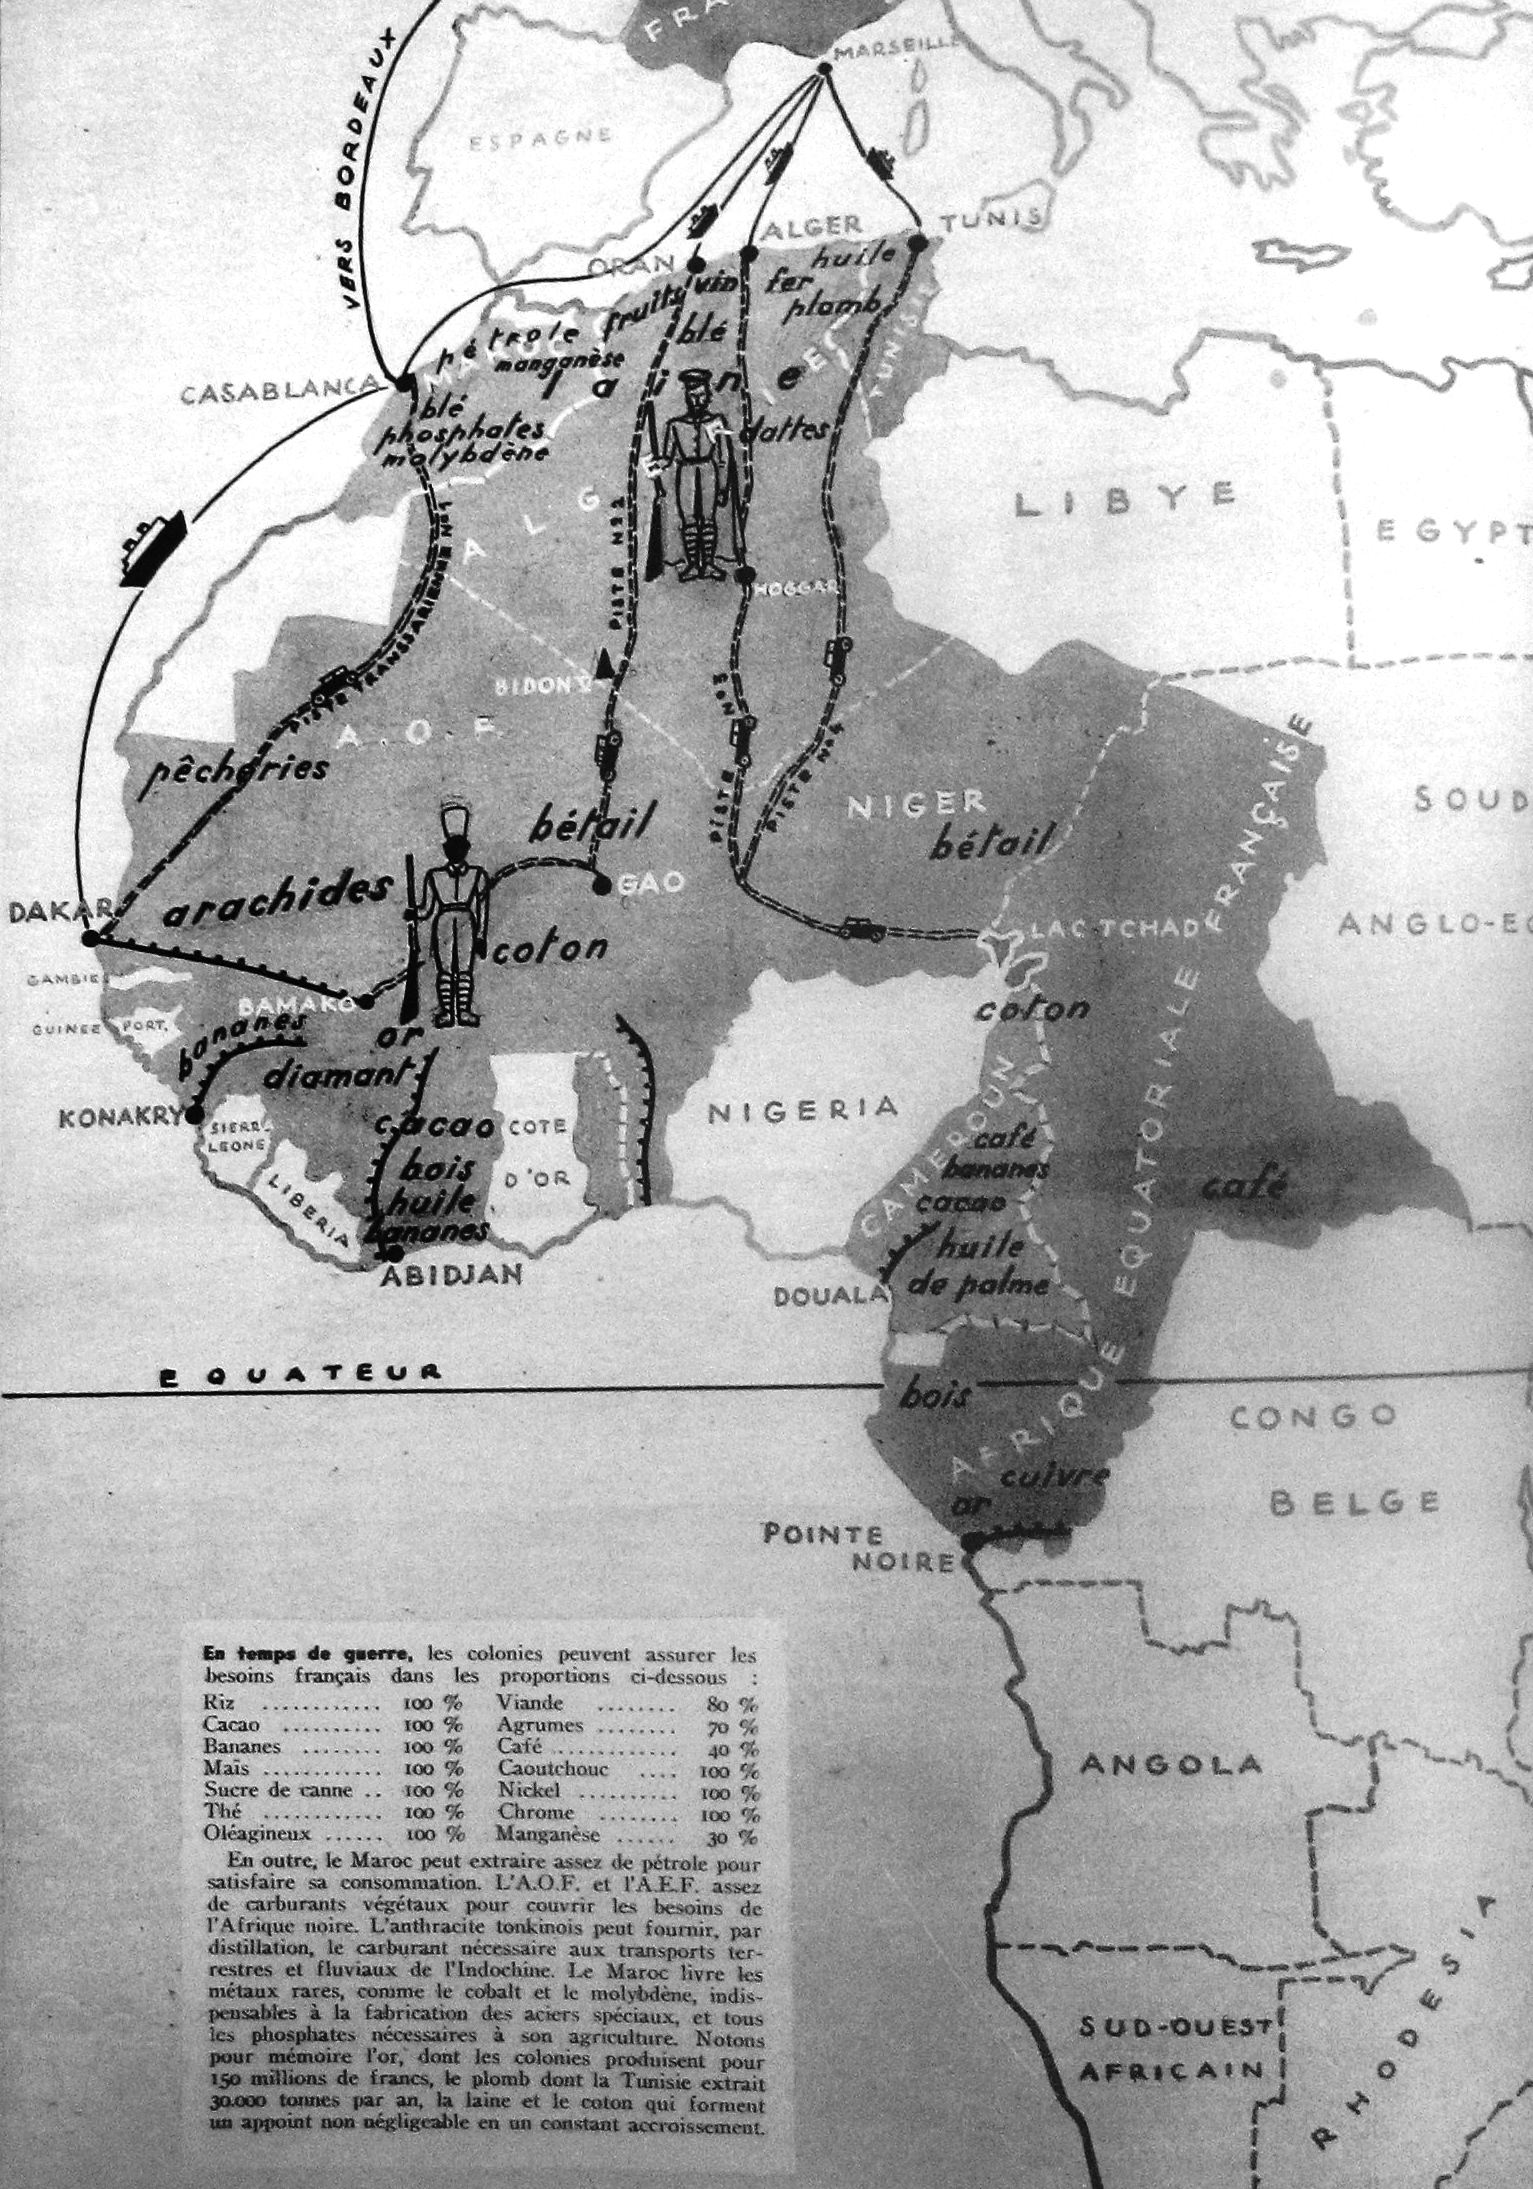 FRA
MARSEILLE
VERS BORDEAUX
ESPAGNE
ORAN
ALGER
TUNIS
huile
fruits
vin
fer
plomb
pétrole
manganèse
blé
MAROC
laine
TUNISIE
CASABLANCA
blé
phosphates
molybdène
dattes
ALGERIE
LIBYE
EGYPT
PISTE TRANSSAHARIENNE N°1
PISTE N°2
HOGGAR
BIDON V
PISTE N°3
PISTE N°4
A.O.F.
pêcheries
bétail
NIGER
bétail
SOUD
ANGLO-EG
arachides
GAO
DAKAR
coton
LAC TCHAD
GAMBIE
BAMAKO
GUINEE PORT.
bananes
or
diamant
coton
KONAKRY
SIERRA
LEONE
LIBERIA
cacao
bois
huile
bananes
COTE
D'OR
NIGERIA
CAMEROUN
café
bananes
cacao
huile
de palme
café
ABIDJAN
DOUALA
AFRIQUE EQUATORIALE FRANÇAISE
EQUATEUR
bois
CONGO
BELGE
cuivre
or
POINTE
NOIRE
ANGOLA
SUD-OUEST
AFRICAIN
RHODESIA
En temps de guerre, les colonies peuvent assurer les
besoins français dans les proportions ci-dessous :
Riz ............ 100 % Viande ........ 80 %
Cacao .......... 100 % Agrumes ........ 70 %
Bananes ........ 100 % Café ............ 40 %
Maïs ............ 100 % Caoutchouc .... 100 %
Sucre de canne .. 100 % Nickel .......... 100 %
Thé ............ 100 % Chrome ........ 100 %
Oléagineux ...... 100 % Manganèse ...... 30 %
En outre, le Maroc peut extraire assez de pétrole pour
satisfaire sa consommation. L'A.O.F. et l'A.E.F. assez
de carburants végétaux pour couvrir les besoins de
l'Afrique noire. L'anthracite tonkinois peut fournir, par
distillation, le carburant nécessaire aux transports ter-
restres et fluviaux de l'Indochine. Le Maroc livre les
métaux rares, comme le cobalt et le molybdène, indis-
pensables à la fabrication des aciers spéciaux, et tous
les phosphates nécessaires à son agriculture. Notons
pour mémoire l'or, dont les colonies produisent pour
150 millions de francs, le plomb dont la Tunisie extrait
30.000 tonnes par an, la laine et le coton qui forment
un appoint non négligeable en un constant accroissement.